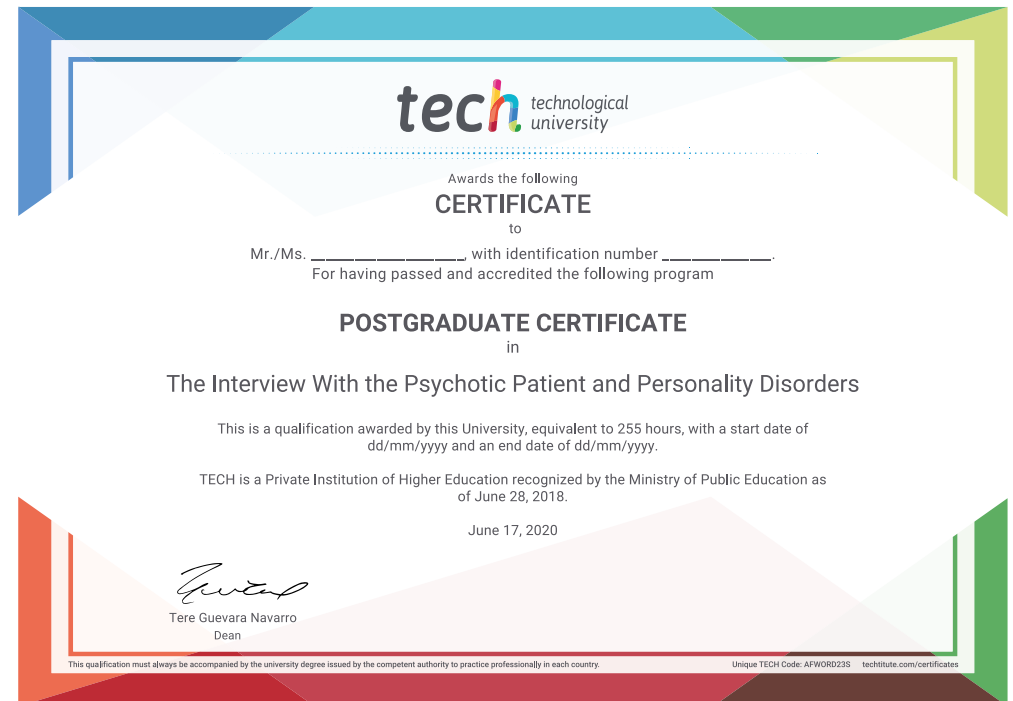 tech technological
university
Awards the following
CERTIFICATE
to
Mr./Ms. _________________, with identification number _____________.
For having passed and accredited the following program
POSTGRADUATE CERTIFICATE
in
The Interview With the Psychotic Patient and Personality Disorders
This is a qualification awarded by this University, equivalent to 255 hours, with a start date of
dd/mm/yyyy and an end date of dd/mm/yyyy.
TECH is a Private Institution of Higher Education recognized by the Ministry of Public Education as
of June 28, 2018.
June 17, 2020
Tere Guevara Navarro
Dean
This qualification must always be accompanied by the university degree issued by the competent authority to practice professionally in each country. Unique TECH Code: AFWORD23S techtitute.com/certificates